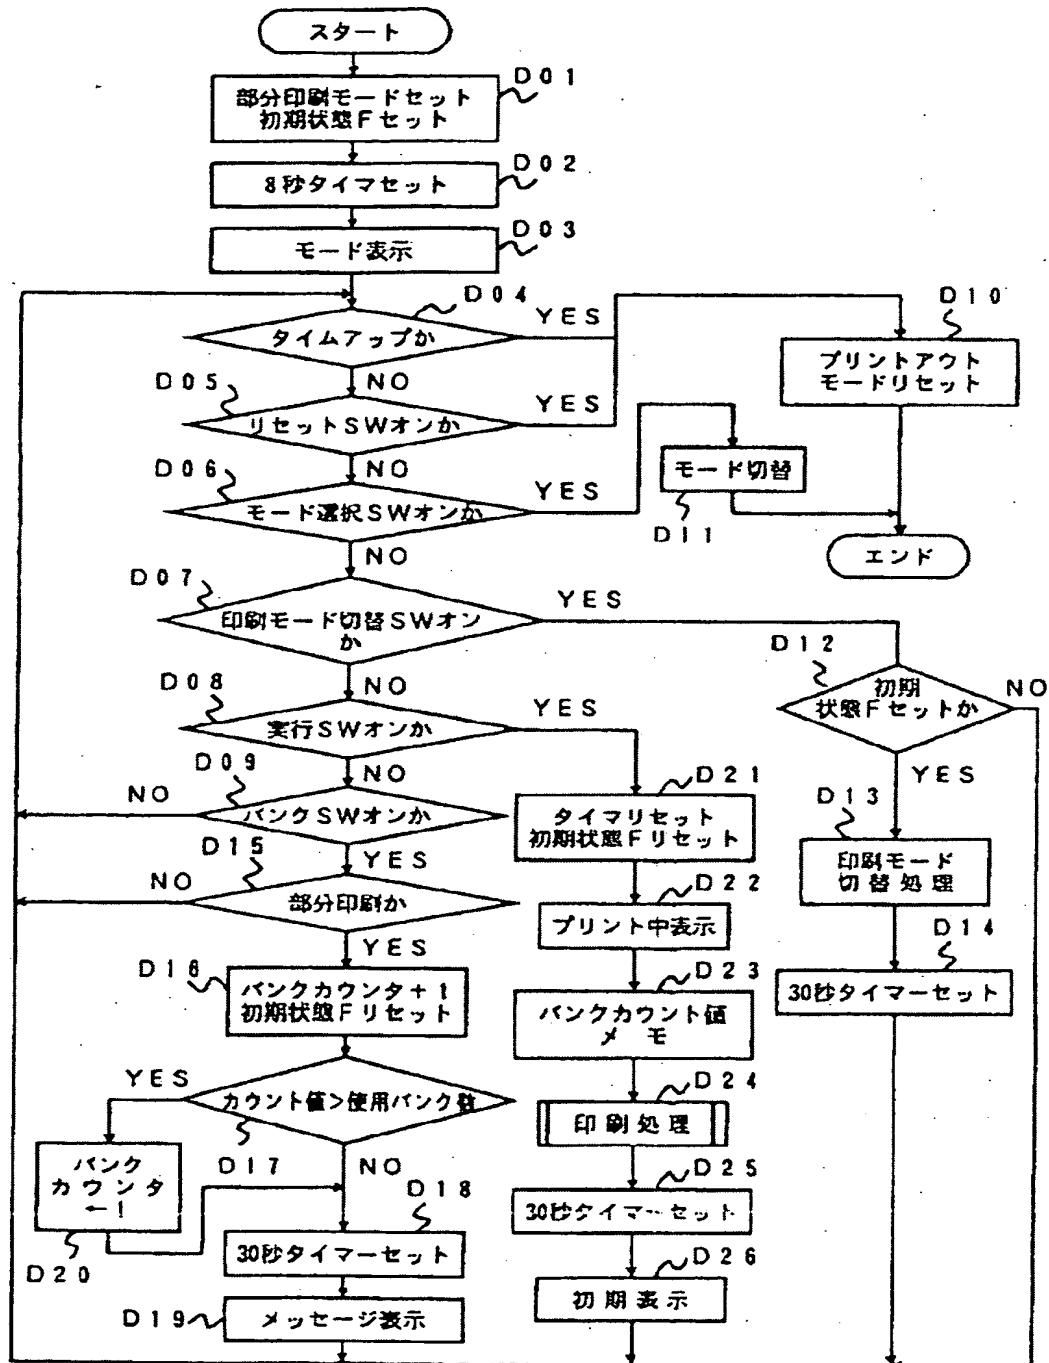 スタート
D01
部分印刷モードセット
初期状態Fセット
D02
8秒タイマセット
D03
モード表示
D04
タイムアップか
YES
NO
D10
プリントアウト
モードリセット
D05
リセットSWオンか
YES
NO
D06
モード選択SWオンか
YES
NO
モード切替
D11
エンド
D07
印刷モード切替SWオン
か
YES
NO
D12
初期
状態Fセットか
NO
YES
D08
実行SWオンか
YES
NO
D09
バンクSWオンか
NO
YES
D21
タイマリセット
初期状態Fリセット
D13
印刷モード
切替処理
D15
部分印刷か
NO
YES
D22
プリント中表示
D14
30秒タイマーセット
D16
バンクカウンタ+1
初期状態Fリセット
D23
バンクカウント値
メモ
YES
カウント値>使用バンク数
D17
NO
D24
印刷処理
バンク
カウンタ
←1
D20
D18
30秒タイマーセット
D25
30秒タイマーセット
D19
メッセージ表示
D26
初期表示